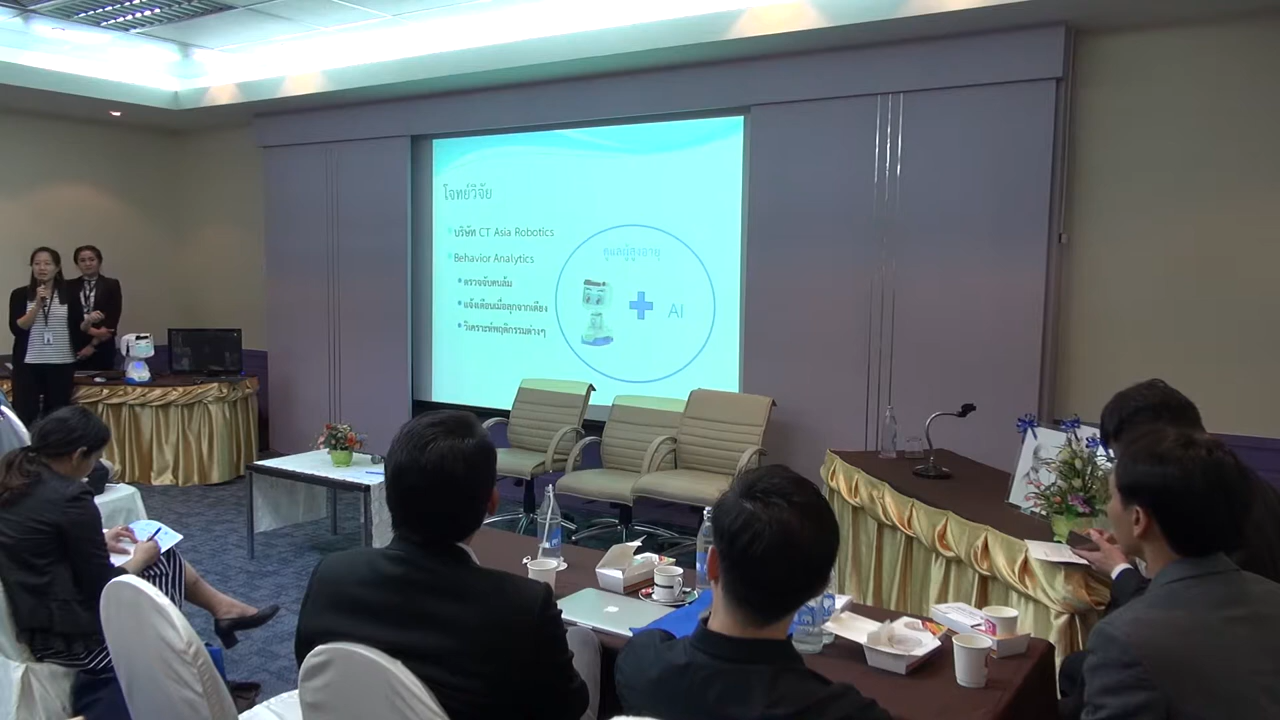 โจทย์วิจัย
บริษัท CT Asia Robotics
Behavior Analytics
ตรวจจับคนล้ม
แจ้งเตือนเมื่อลุกจากเตียง
วิเคราะห์พฤติกรรมต่างๆ
ดูแลผู้สูงอายุ
AI